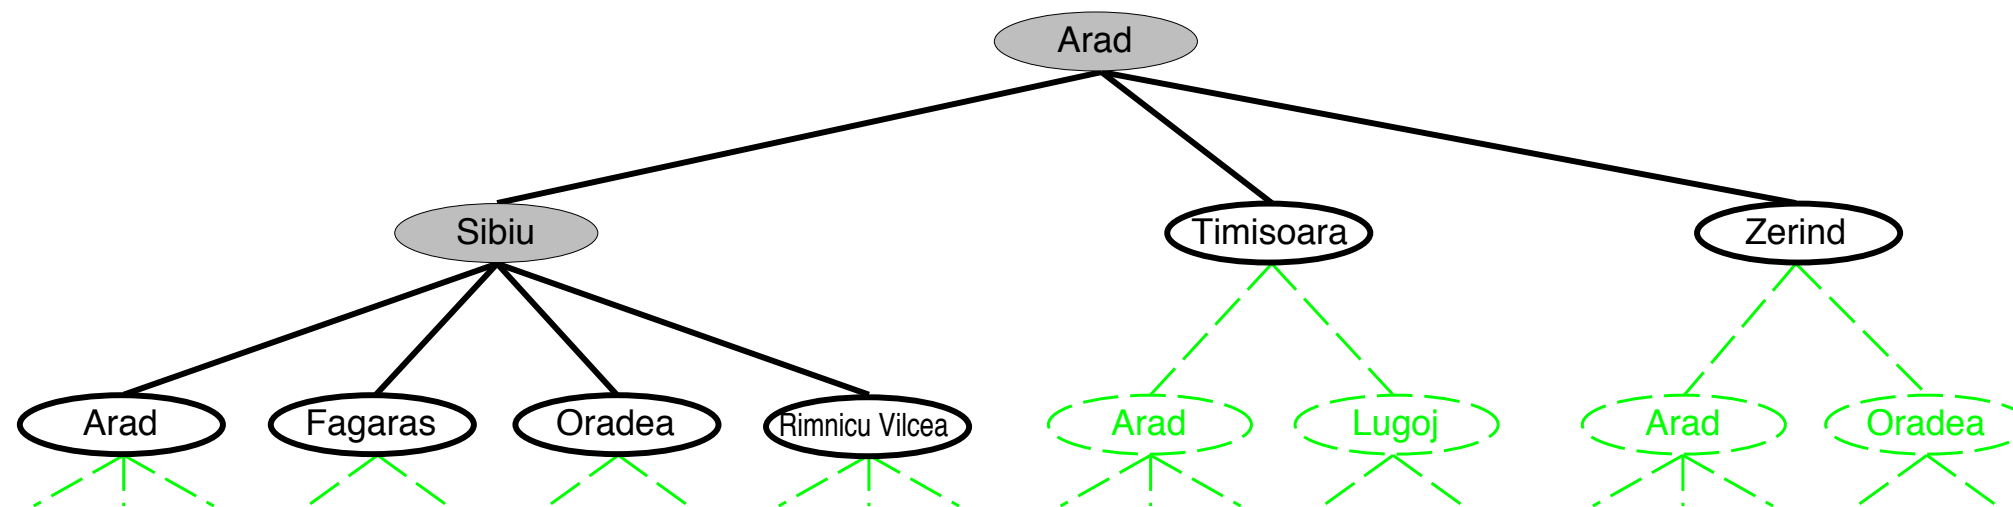 Arad
Sibiu
Timisoara
Zerind
Arad
Fagaras
Oradea
Rimnicu Vilcea
Arad
Lugoj
Arad
Oradea